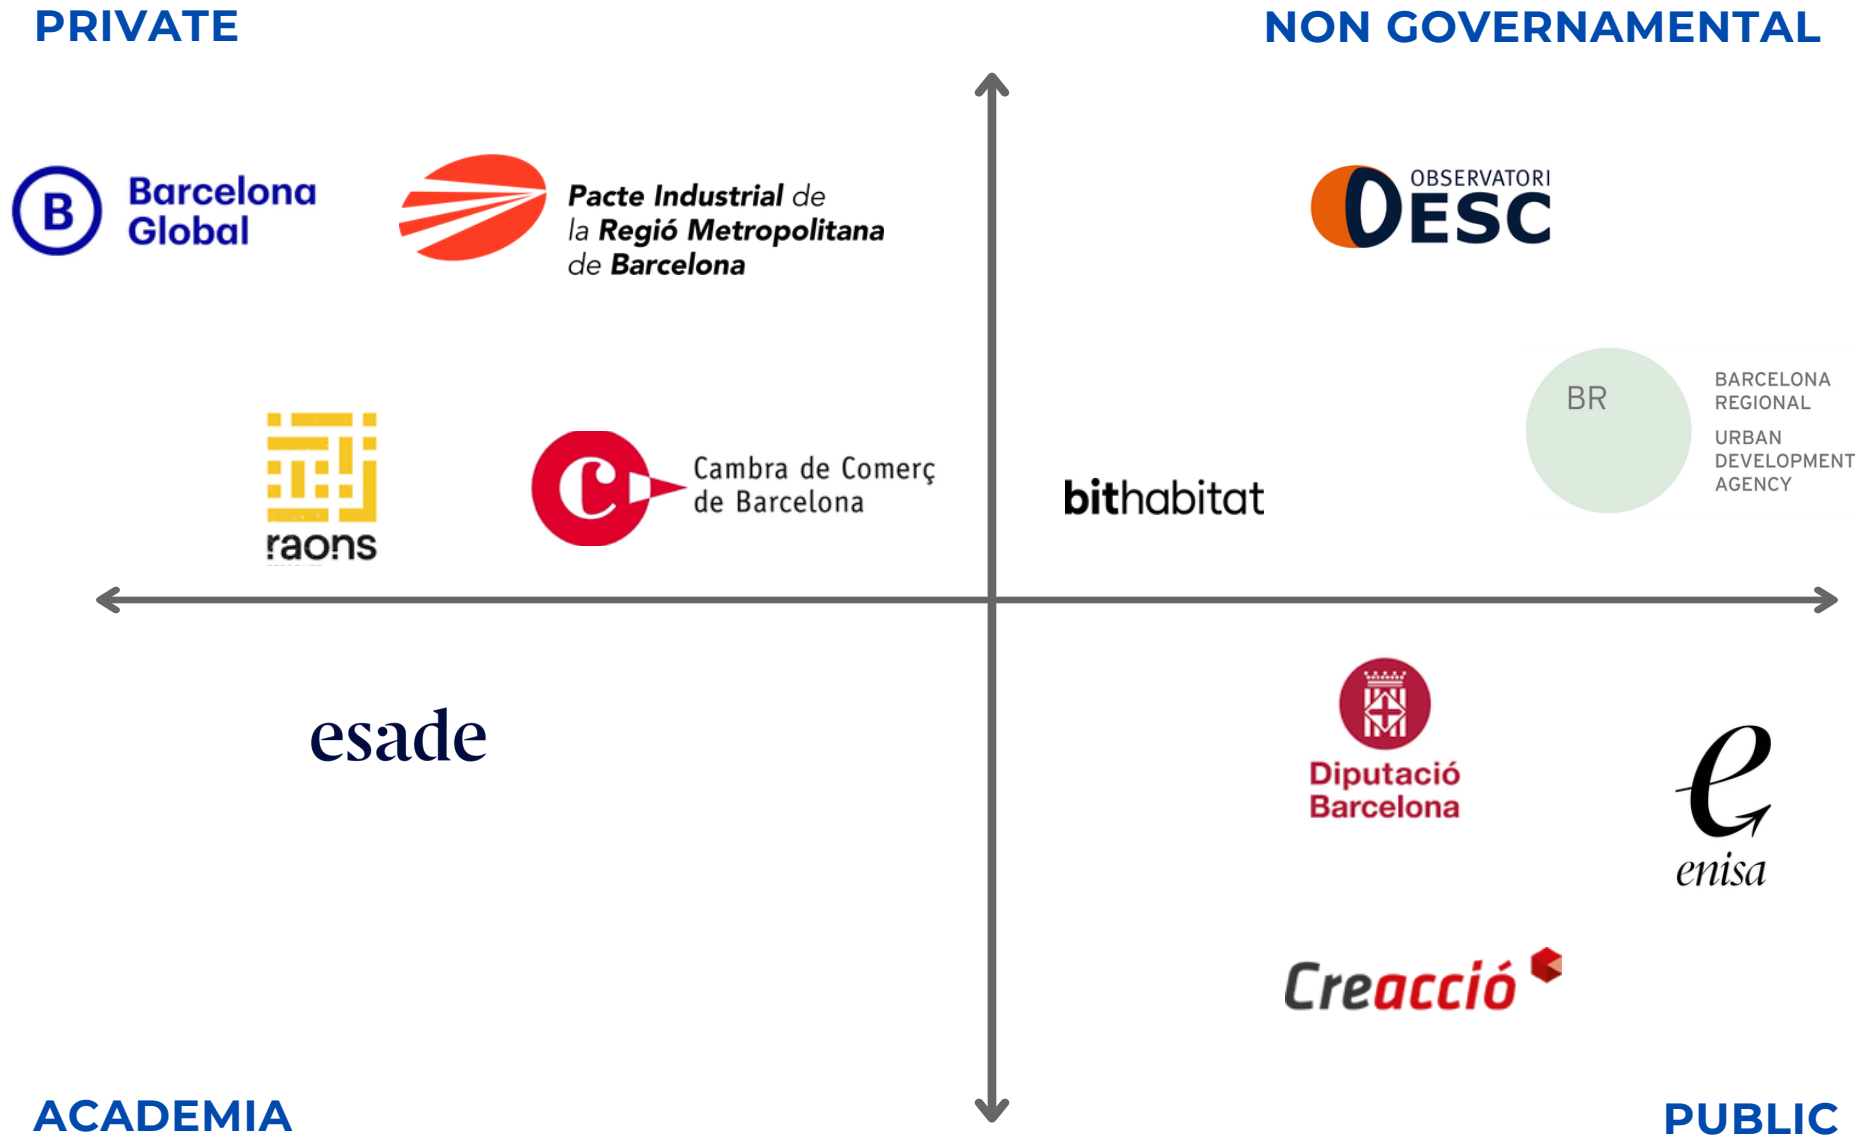 PRIVATE
NON GOVERNAMENTAL
B
Barcelona
Global
Pacte Industrial de
la Regió Metropolitana
de Barcelona
OBSERVATORI
DESC
raons
C
Cambra de Comerç
de Barcelona
bithabitat
BR
BARCELONA
REGIONAL
URBAN
DEVELOPMENT
AGENCY
esade
Diputació
Barcelona
e
enisa
Creacció
ACADEMIA
PUBLIC